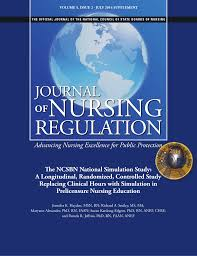 VOLUME 5, ISSUE 2 • JULY 2014 SUPPLEMENT
THE OFFICIAL JOURNAL OF THE NATIONAL COUNCIL OF STATE BOARDS OF NURSING
JOURNAL
OF NURSING
REGULATION
Advancing Nursing Excellence for Public Protection
The NCSBN National Simulation Study:
A Longitudinal, Randomized, Controlled Study
Replacing Clinical Hours with Simulation in
Prelicensure Nursing Education
Jennifer K. Hayden, MSN, RN; Richard A. Smiley, MS, MA;
Maryann Alexander, PhD, RN, FAAN; Suzan Kardong-Edgren, PhD, RN, ANEF, CHSE;
and Pamela R. Jeffries, PhD, RN, FAAN, ANEF